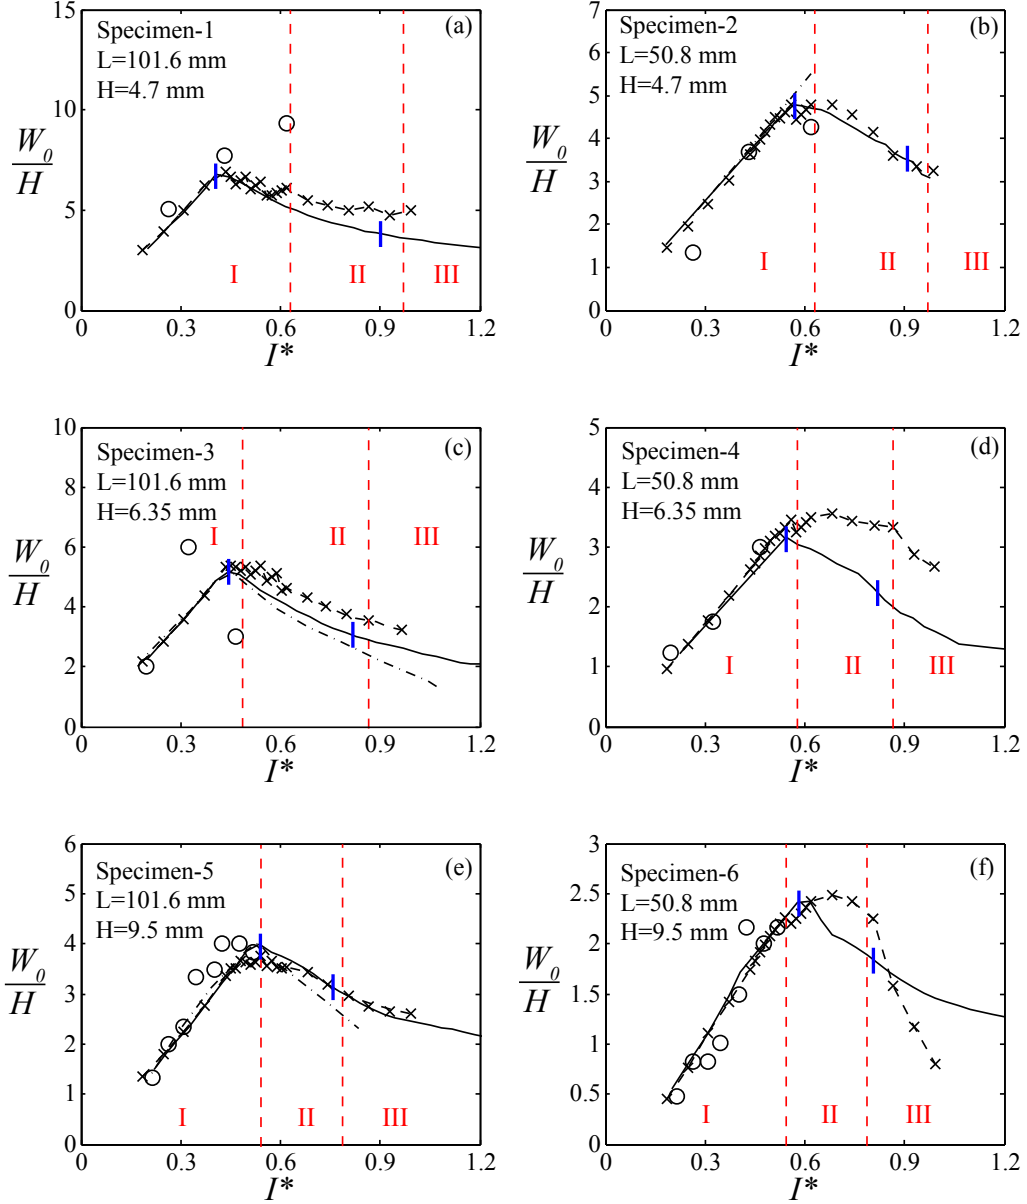 15
10
5
0
W₀
H
Specimen-1
L=101.6 mm
H=4.7 mm
(a)
I
II
III
0
0.3
0.6
0.9
1.2
I*
7
6
5
4
3
2
1
0
W₀
H
Specimen-2
L=50.8 mm
H=4.7 mm
(b)
I
II
III
0
0.3
0.6
0.9
1.2
I*
10
8
6
4
2
0
W₀
H
Specimen-3
L=101.6 mm
H=6.35 mm
(c)
I
II
III
0
0.3
0.6
0.9
1.2
I*
5
4
3
2
1
0
W₀
H
Specimen-4
L=50.8 mm
H=6.35 mm
(d)
I
II
III
0
0.3
0.6
0.9
1.2
I*
6
5
4
3
2
1
0
W₀
H
Specimen-5
L=101.6 mm
H=9.5 mm
(e)
I
II
III
0
0.3
0.6
0.9
1.2
I*
3
2.5
2
1.5
1
0.5
0
W₀
H
Specimen-6
L=50.8 mm
H=9.5 mm
(f)
I
II
III
0
0.3
0.6
0.9
1.2
I*